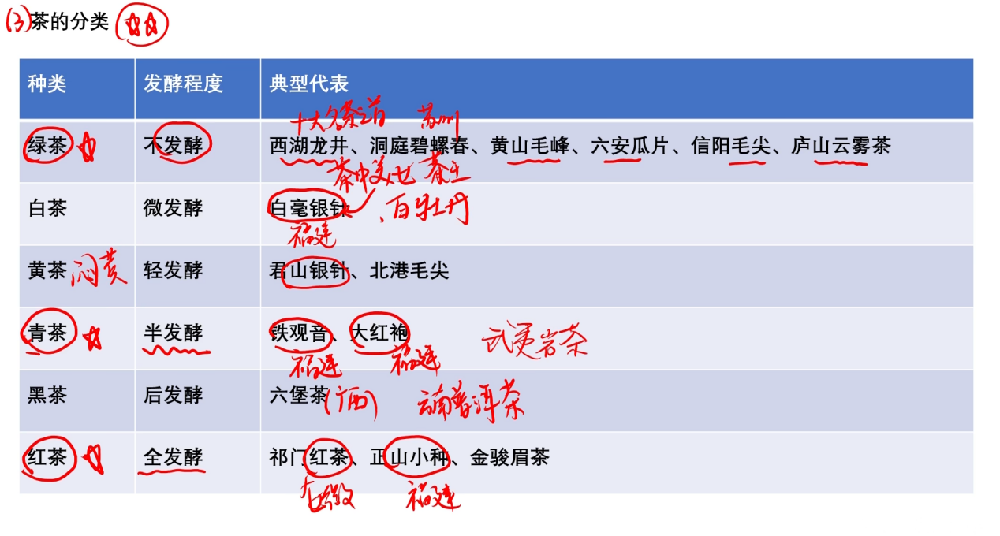 (3)茶的分类
种类 发酵程度 典型代表
十大名茶之首 苏州
绿茶 不发酵 西湖龙井、洞庭碧螺春、黄山毛峰、六安瓜片、信阳毛尖、庐山云雾茶
茶中美女 茶王
白茶 微发酵 白毫银针、白牡丹
福建
黄茶 闷黄 轻发酵 君山银针、北港毛尖
青茶 半发酵 铁观音、大红袍 武夷岩茶
福建 福建
黑茶 后发酵 六堡茶(广西) 云南普洱茶
红茶 全发酵 祁门红茶、正山小种、金骏眉茶
安徽 福建